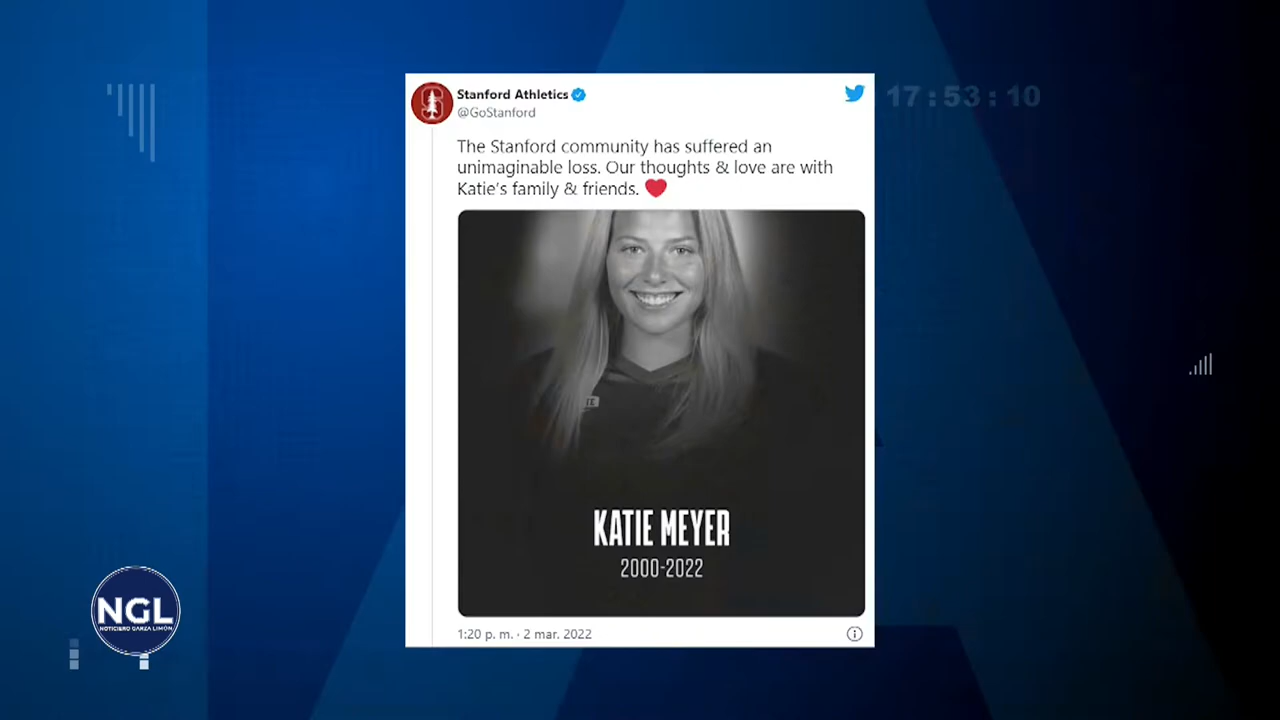 Stanford Athletics
@GoStanford
17:53:10
The Stanford community has suffered an
unimaginable loss. Our thoughts & love are with
Katie's family & friends. ❤
KATIE MEYER
2000-2022
1:20 p. m. · 2 mar. 2022
NGL
NOTICIERO GARZA LIMÓN